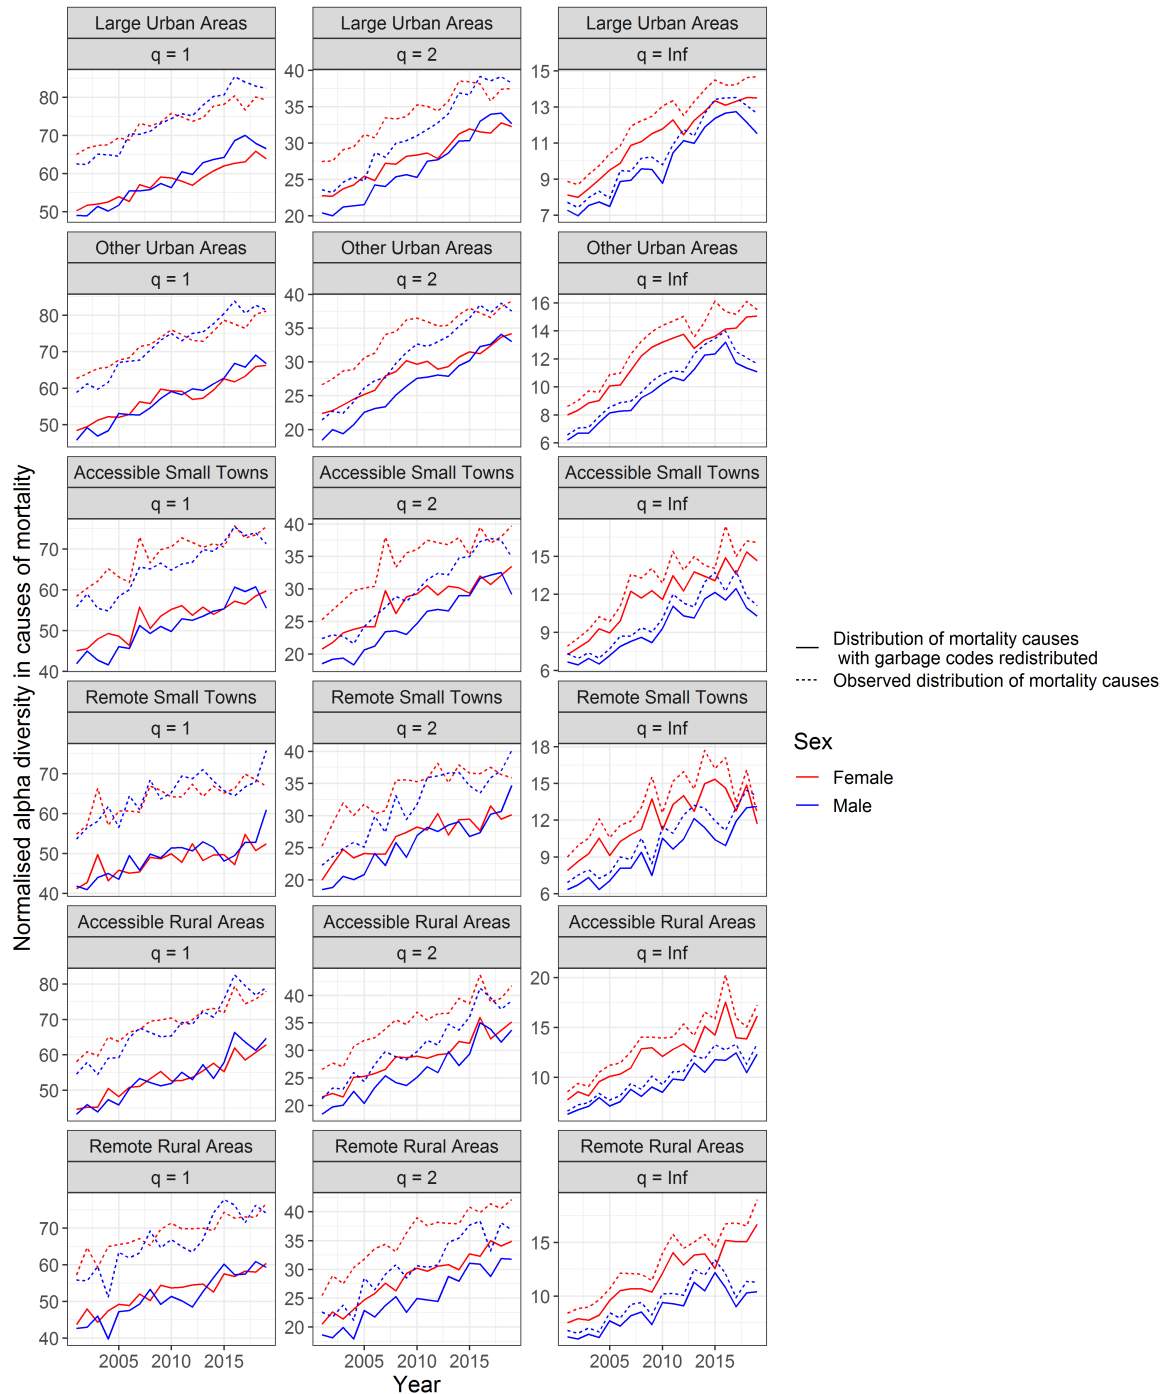 Large Urban Areas
Large Urban Areas
Large Urban Areas
q = 1
q = 2
q = Inf
80
70
60
50
40
35
30
25
20
15
13
11
9
7
Other Urban Areas
Other Urban Areas
Other Urban Areas
q = 1
q = 2
q = Inf
80
70
60
50
40
35
30
25
20
16
14
12
10
8
6
Accessible Small Towns
Accessible Small Towns
Accessible Small Towns
q = 1
q = 2
q = Inf
70
60
50
40
40
35
30
25
20
15
12
9
6
Remote Small Towns
Remote Small Towns
Remote Small Towns
q = 1
q = 2
q = Inf
70
60
50
40
40
35
30
25
20
18
15
12
9
6
Accessible Rural Areas
Accessible Rural Areas
Accessible Rural Areas
q = 1
q = 2
q = Inf
80
70
60
50
40
35
30
25
20
20
15
10
Remote Rural Areas
Remote Rural Areas
Remote Rural Areas
q = 1
q = 2
q = Inf
70
60
50
40
40
35
30
25
20
15
10
2005 2010 2015
2005 2010 2015
2005 2010 2015
Year
Normalised alpha diversity in causes of mortality
Distribution of mortality causes
with garbage codes redistributed
Observed distribution of mortality causes
Sex
Female
Male